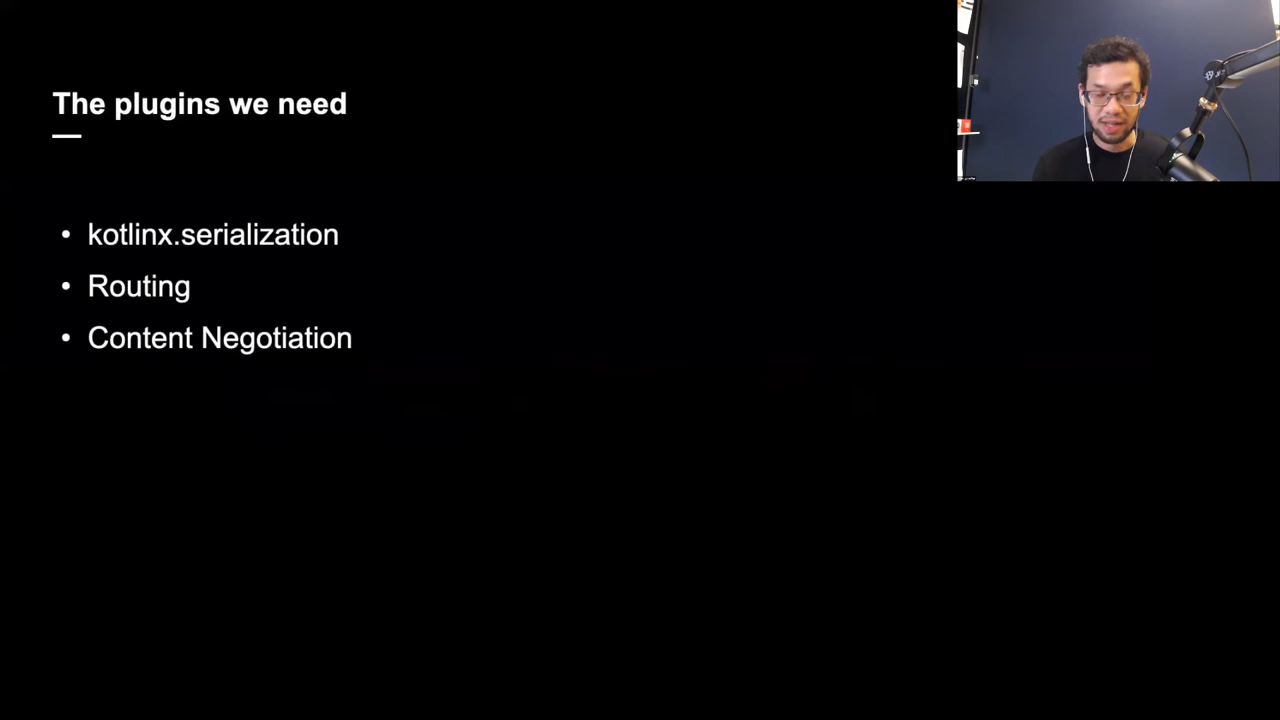 The plugins we need
• kotlinx.serialization
• Routing
• Content Negotiation